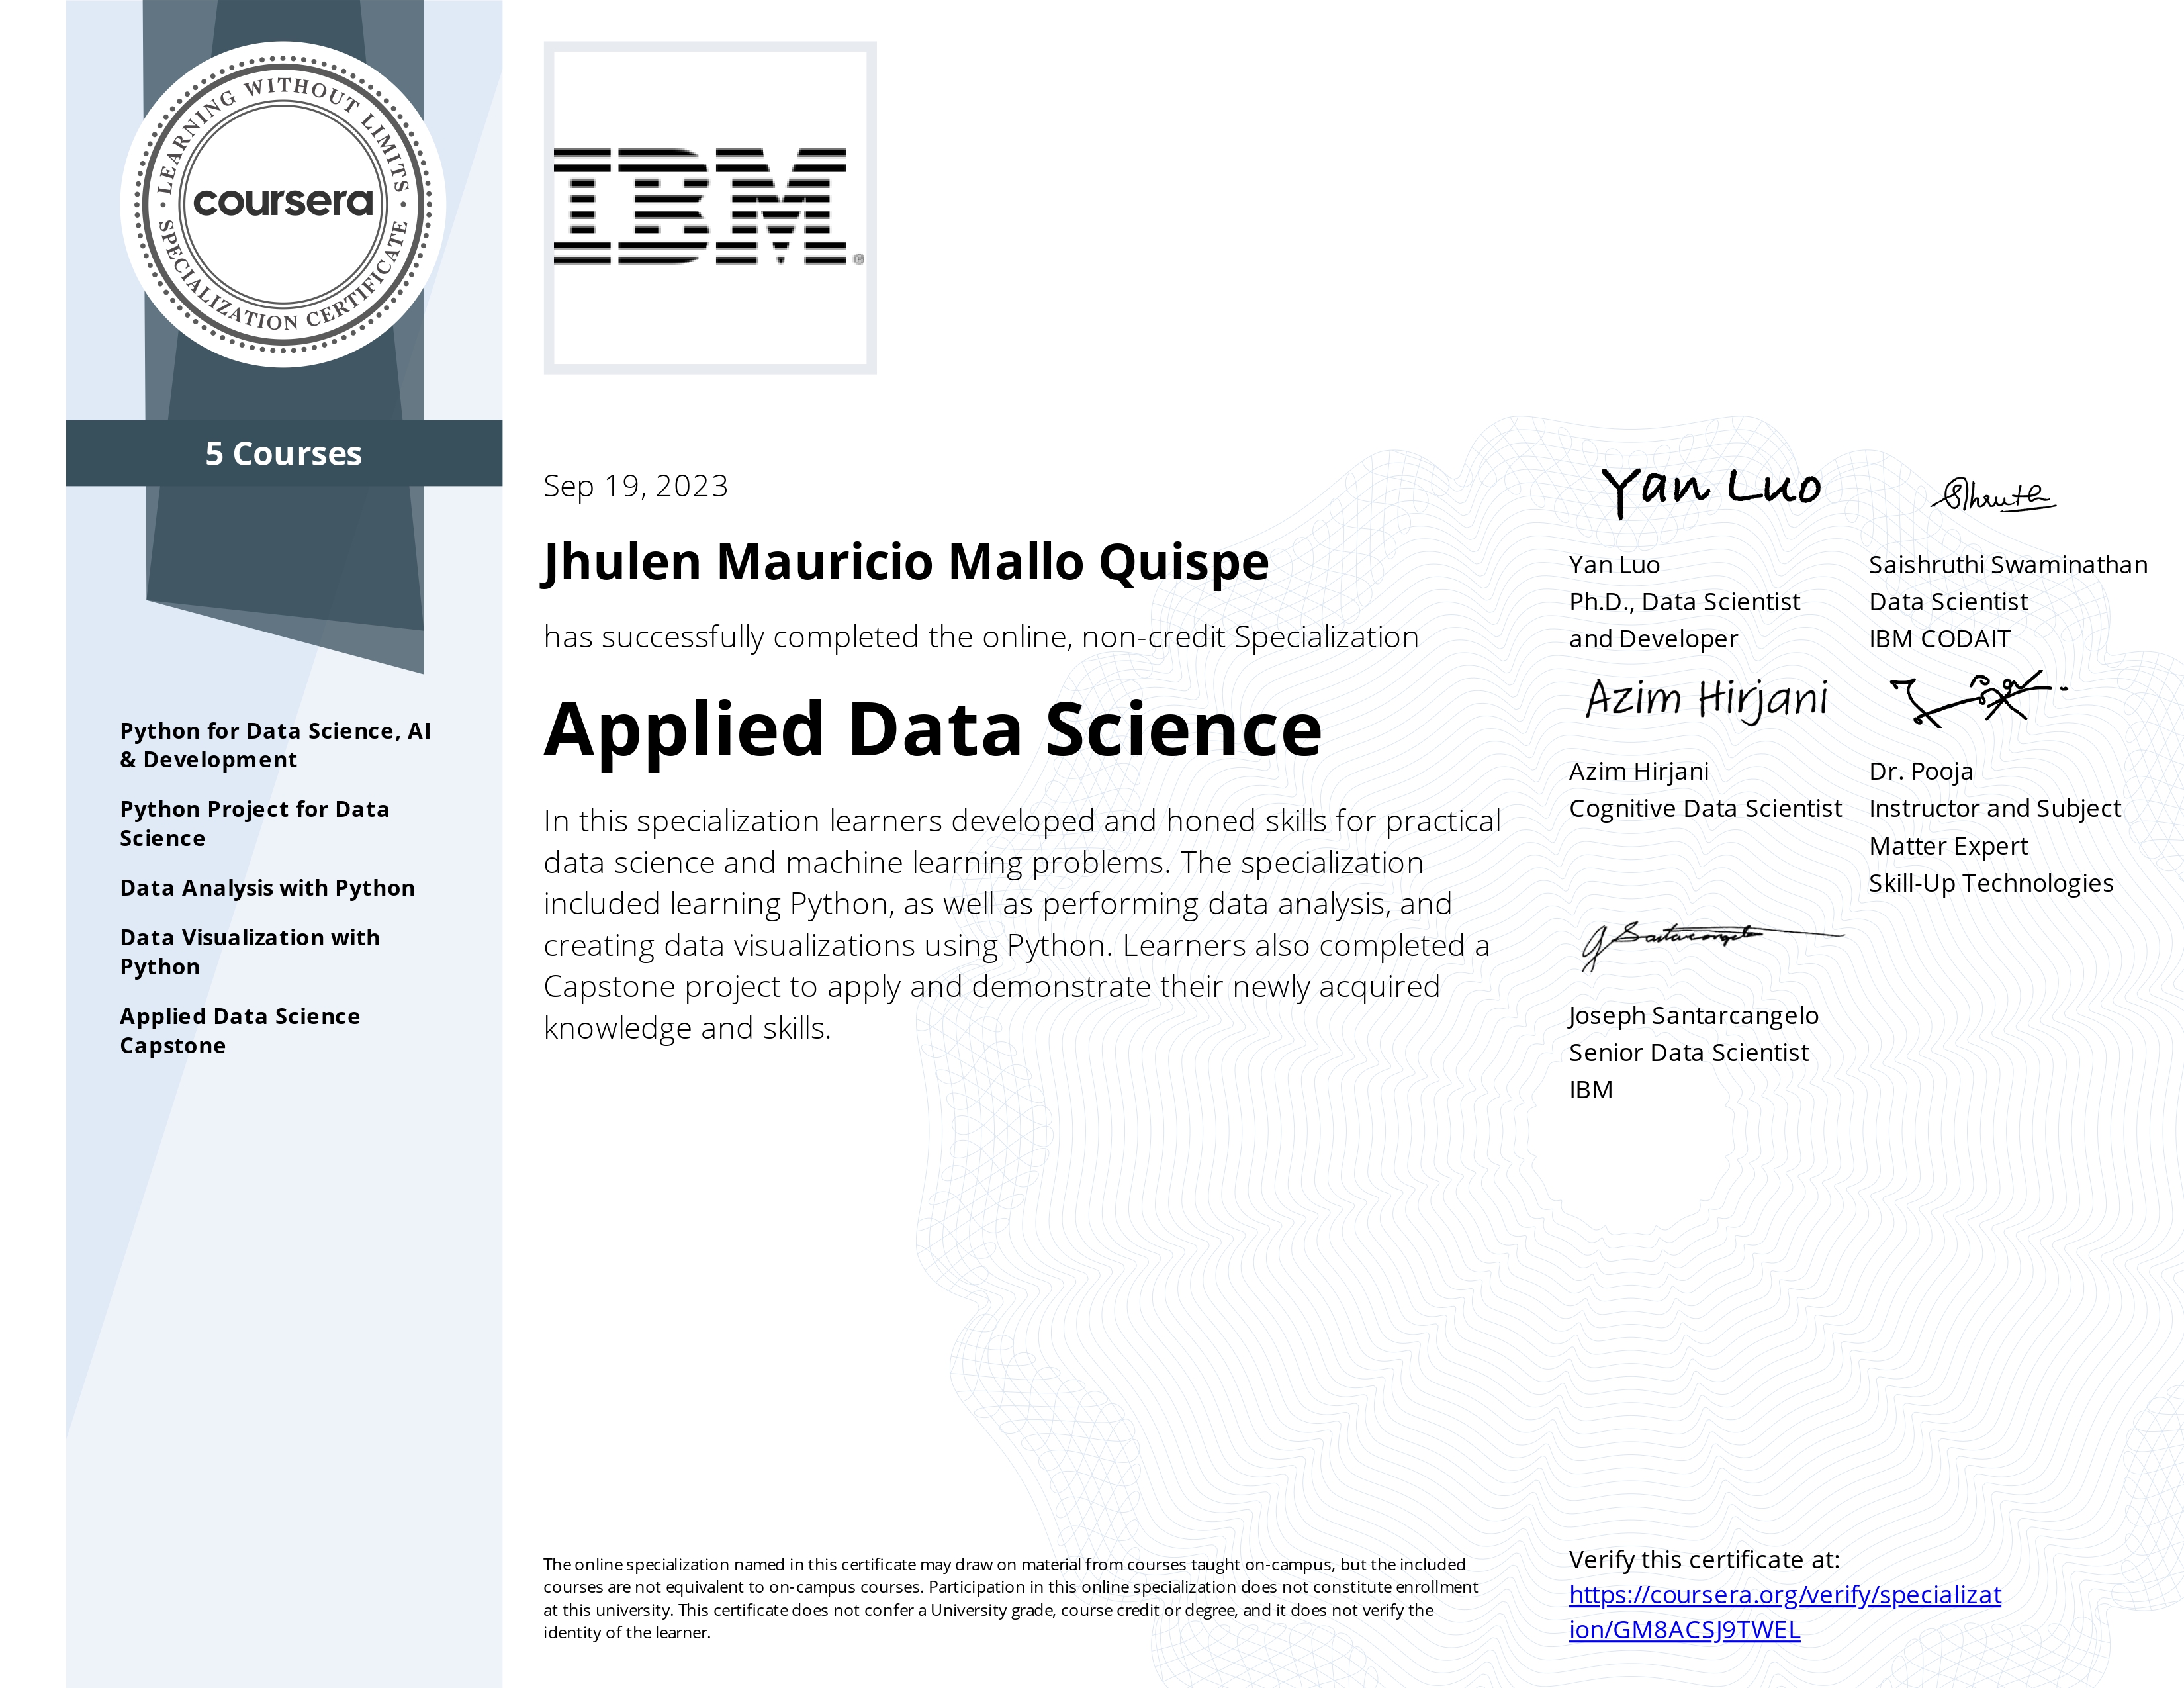 LEARNING WITHOUT LIMITS
coursera
SPECIALIZATION CERTIFICATE
5 Courses
Python for Data Science, AI
& Development
Python Project for Data
Science
Data Analysis with Python
Data Visualization with
Python
Applied Data Science
Capstone
IBM®
Sep 19, 2023
Jhulen Mauricio Mallo Quispe
has successfully completed the online, non-credit Specialization
Applied Data Science
In this specialization learners developed and honed skills for practical
data science and machine learning problems. The specialization
included learning Python, as well as performing data analysis, and
creating data visualizations using Python. Learners also completed a
Capstone project to apply and demonstrate their newly acquired
knowledge and skills.
Yan Luo
Yan Luo
Ph.D., Data Scientist
and Developer
Saishruthi Swaminathan
Data Scientist
IBM CODAIT
Azim Hirjani
Azim Hirjani
Cognitive Data Scientist
Dr. Pooja
Instructor and Subject
Matter Expert
Skill-Up Technologies
Joseph Santarcangelo
Senior Data Scientist
IBM
The online specialization named in this certificate may draw on material from courses taught on-campus, but the included
courses are not equivalent to on-campus courses. Participation in this online specialization does not constitute enrollment
at this university. This certificate does not confer a University grade, course credit or degree, and it does not verify the
identity of the learner.
Verify this certificate at:
https://coursera.org/verify/specializat
ion/GM8ACSJ9TWEL